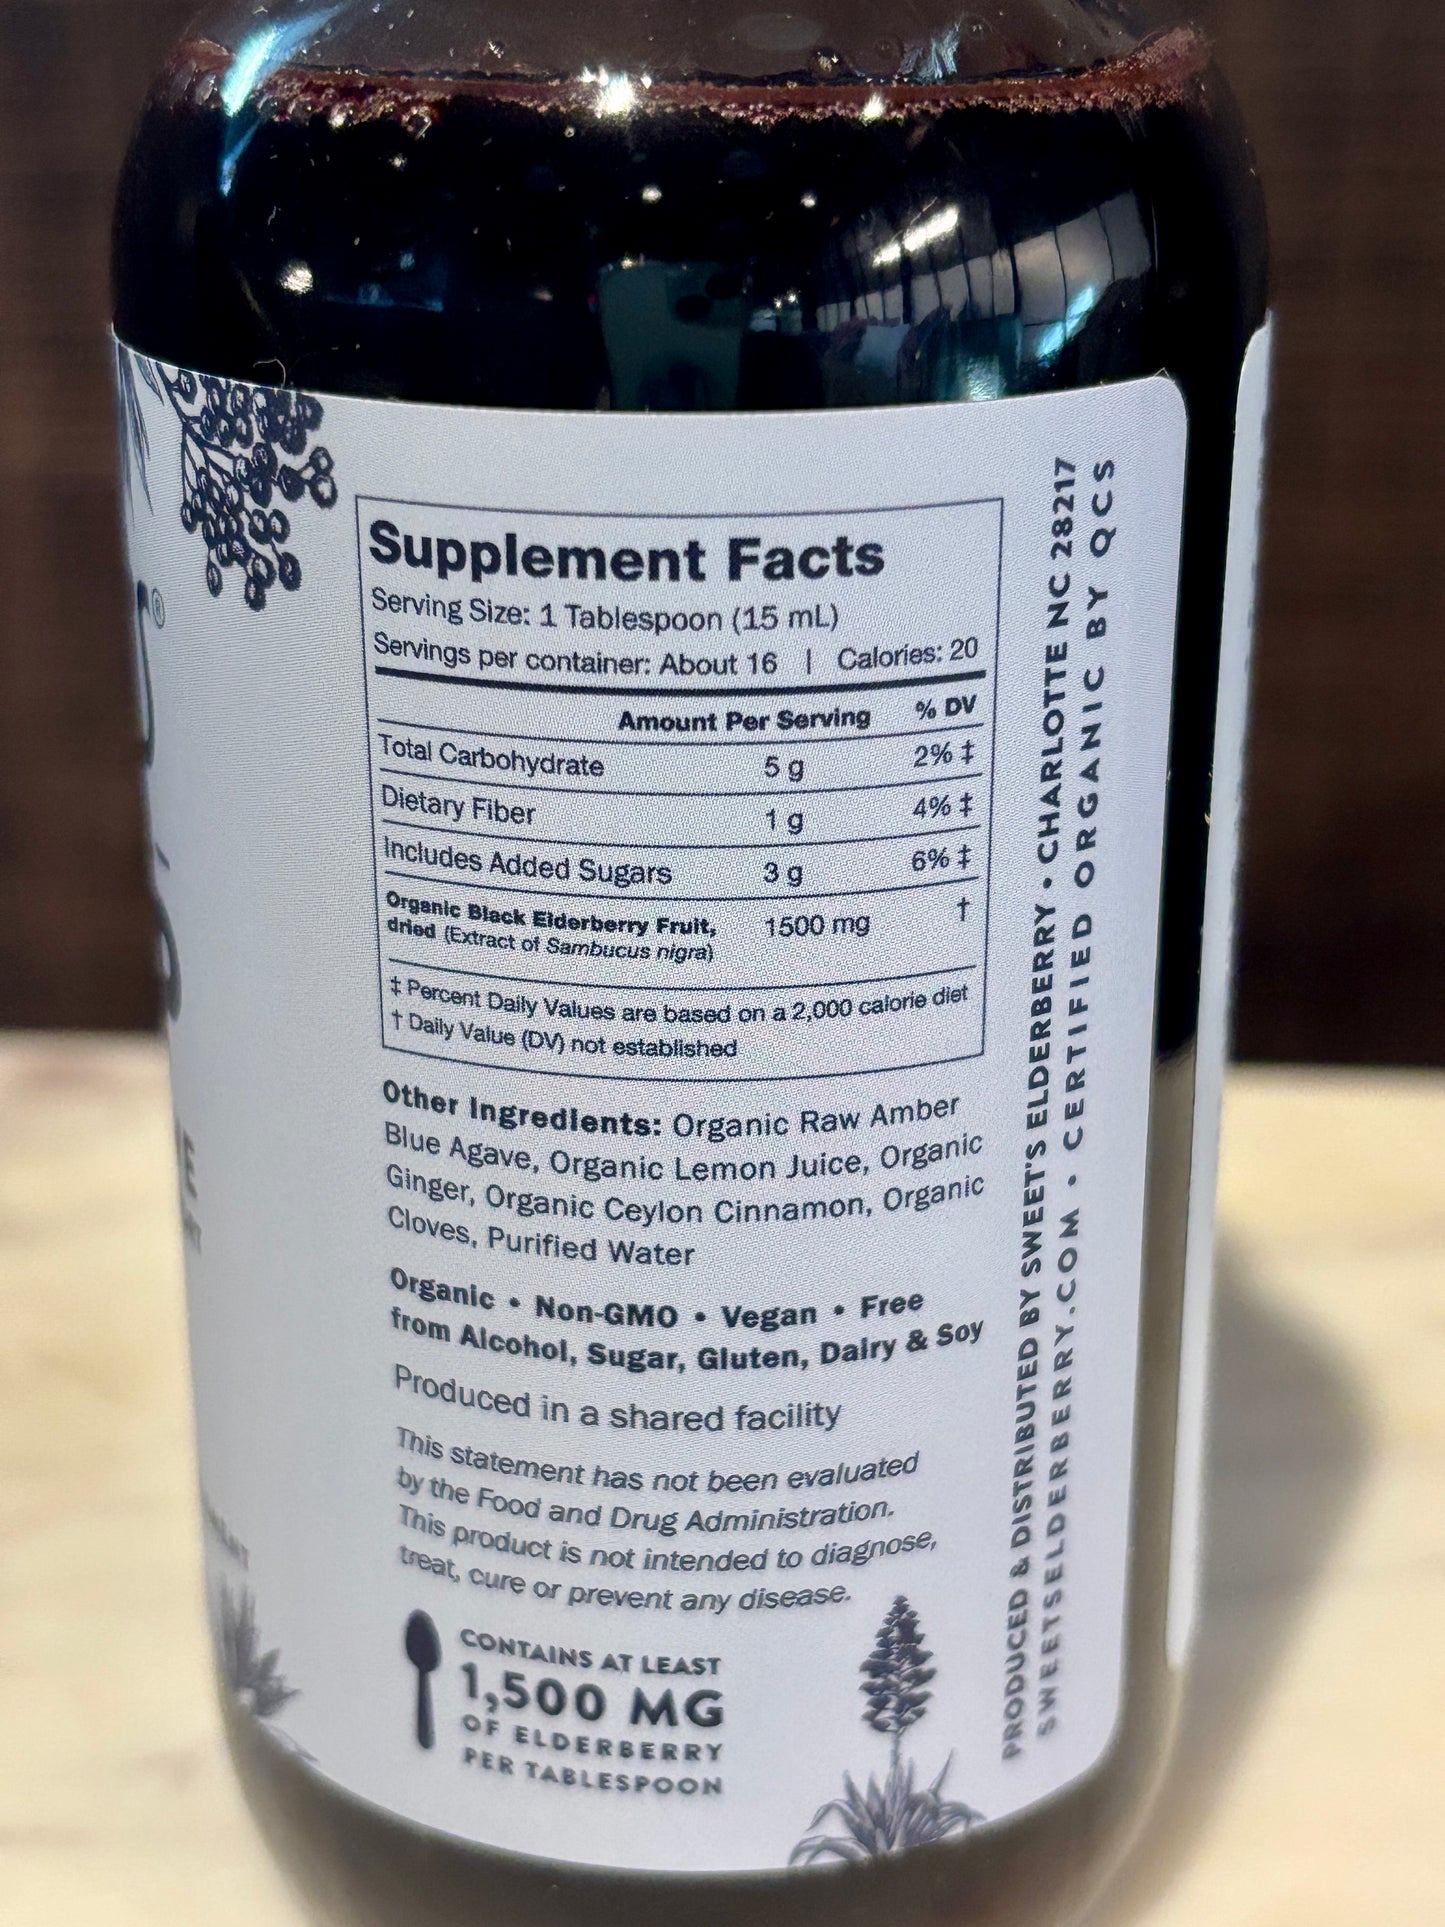 ®
Supplement Facts
Serving Size: 1 Tablespoon (15 mL)
Servings per container: About 16 | Calories: 20
Amount Per Serving % DV
Total Carbohydrate 5 g 2% ‡
Dietary Fiber 1 g 4% ‡
Includes Added Sugars 3 g 6% ‡
Organic Black Elderberry Fruit, 1500 mg †
dried (Extract of Sambucus nigra)
‡ Percent Daily Values are based on a 2,000 calorie diet
† Daily Value (DV) not established
Other Ingredients: Organic Raw Amber
Blue Agave, Organic Lemon Juice, Organic
Ginger, Organic Ceylon Cinnamon, Organic
Cloves, Purified Water
Organic • Non-GMO • Vegan • Free
from Alcohol, Sugar, Gluten, Dairy & Soy
Produced in a shared facility
This statement has not been evaluated
by the Food and Drug Administration.
This product is not intended to diagnose,
treat, cure or prevent any disease.
CONTAINS AT LEAST
1,500 MG
OF ELDERBERRY
PER TABLESPOON
PRODUCED & DISTRIBUTED BY SWEET'S ELDERBERRY • CHARLOTTE NC 28217
SWEETSELDERBERRY.COM • CERTIFIED ORGANIC BY QCS